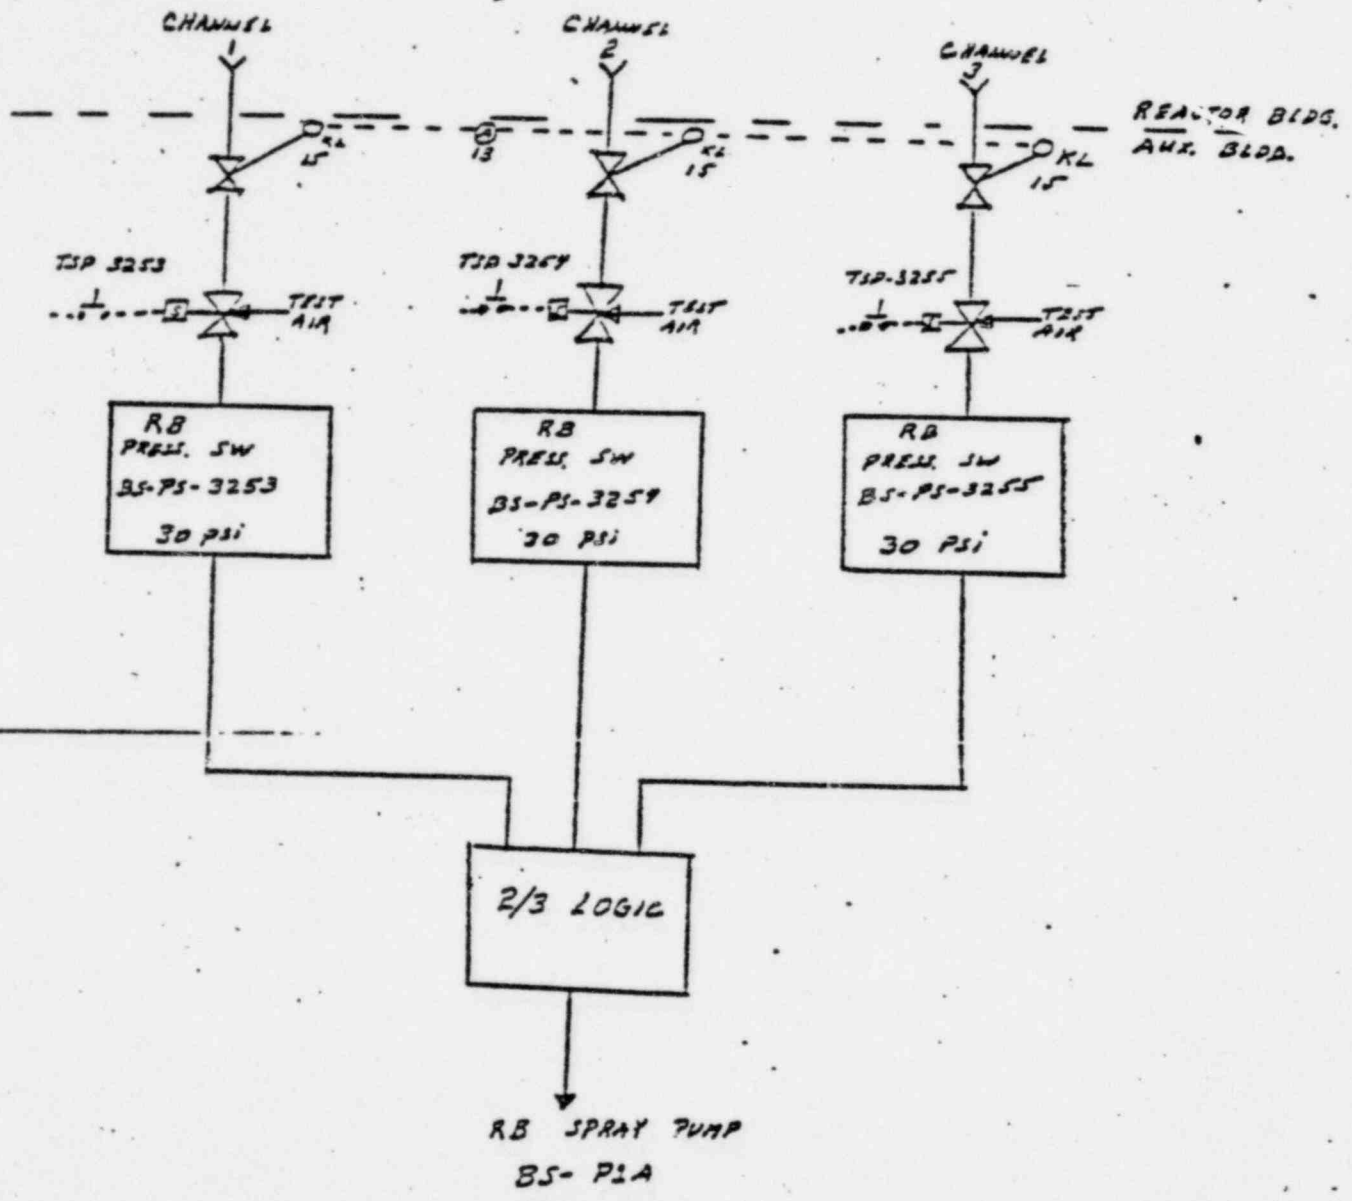 CHANNEL
1
CHANNEL
2
CHANNEL
3
REACTOR BLDG.
AUX. BLDG.
KL
15
13
KL
15
KL
15
TSP 3253
TEST
AIR
TSP 3254
TEST
AIR
TSP-3255
TEST
AIR
RB
PRESS. SW
BS-PS-3253
30 PSi
RB
PRESS. SW
BS-PS-3254
30 PSi
RB
PRESS. SW
BS-PS-3255
30 PSi
2/3 LOGIC
RB SPRAY PUMP
BS- P1A